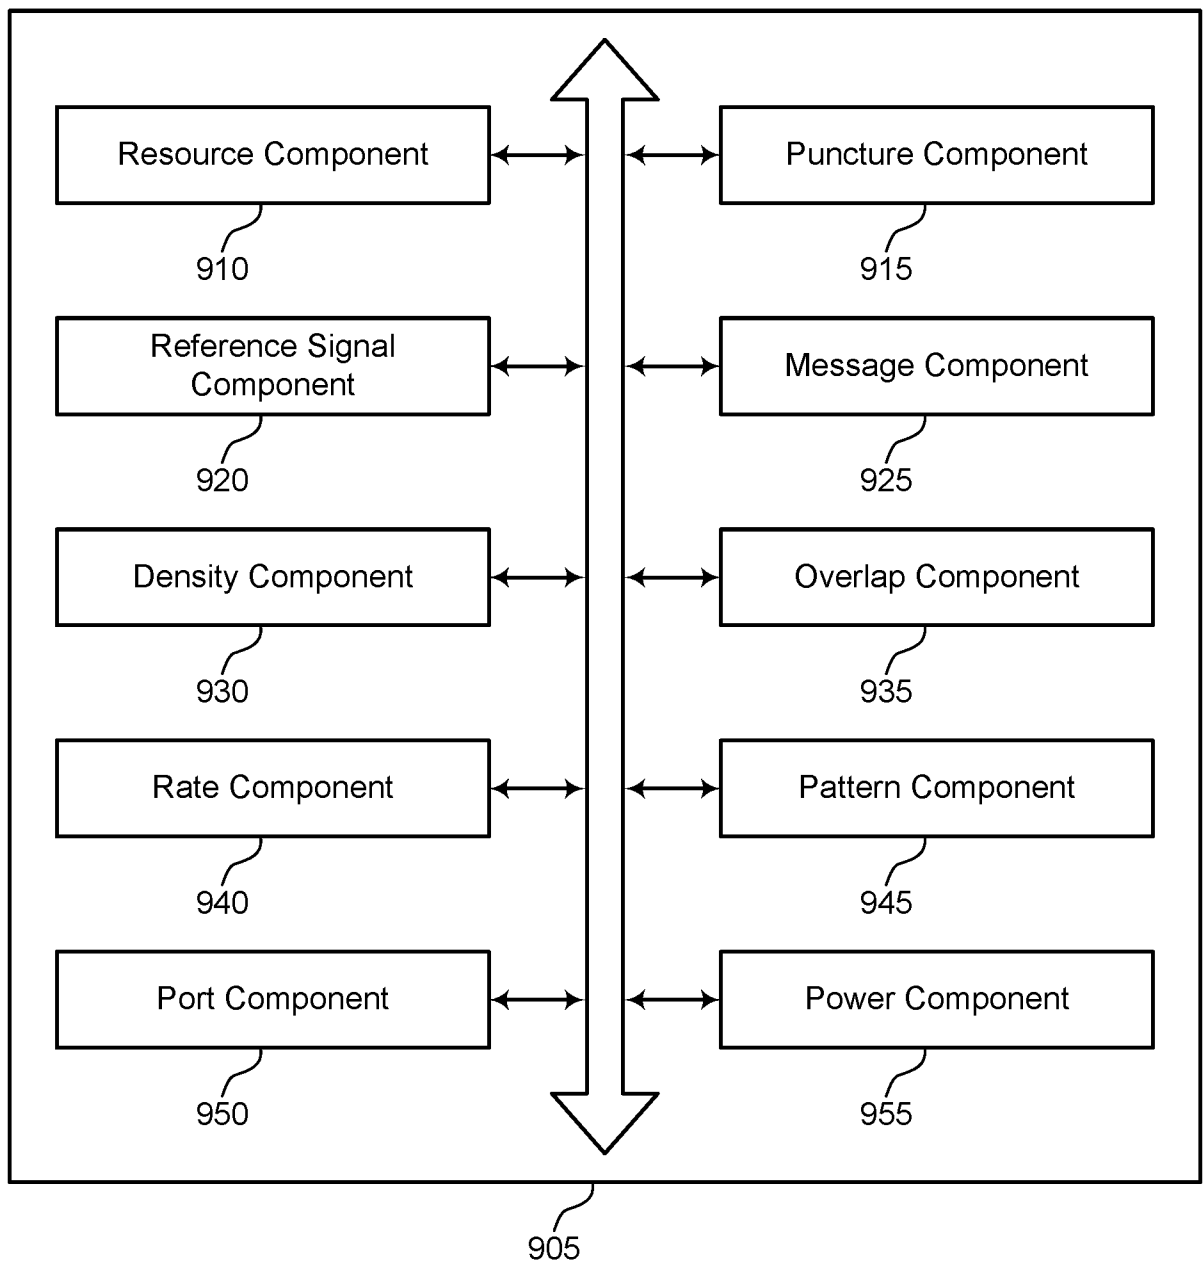 Resource Component
Puncture Component
910
915
Reference Signal
Component
Message Component
920
925
Density Component
Overlap Component
930
935
Rate Component
Pattern Component
940
945
Port Component
Power Component
950
955
905